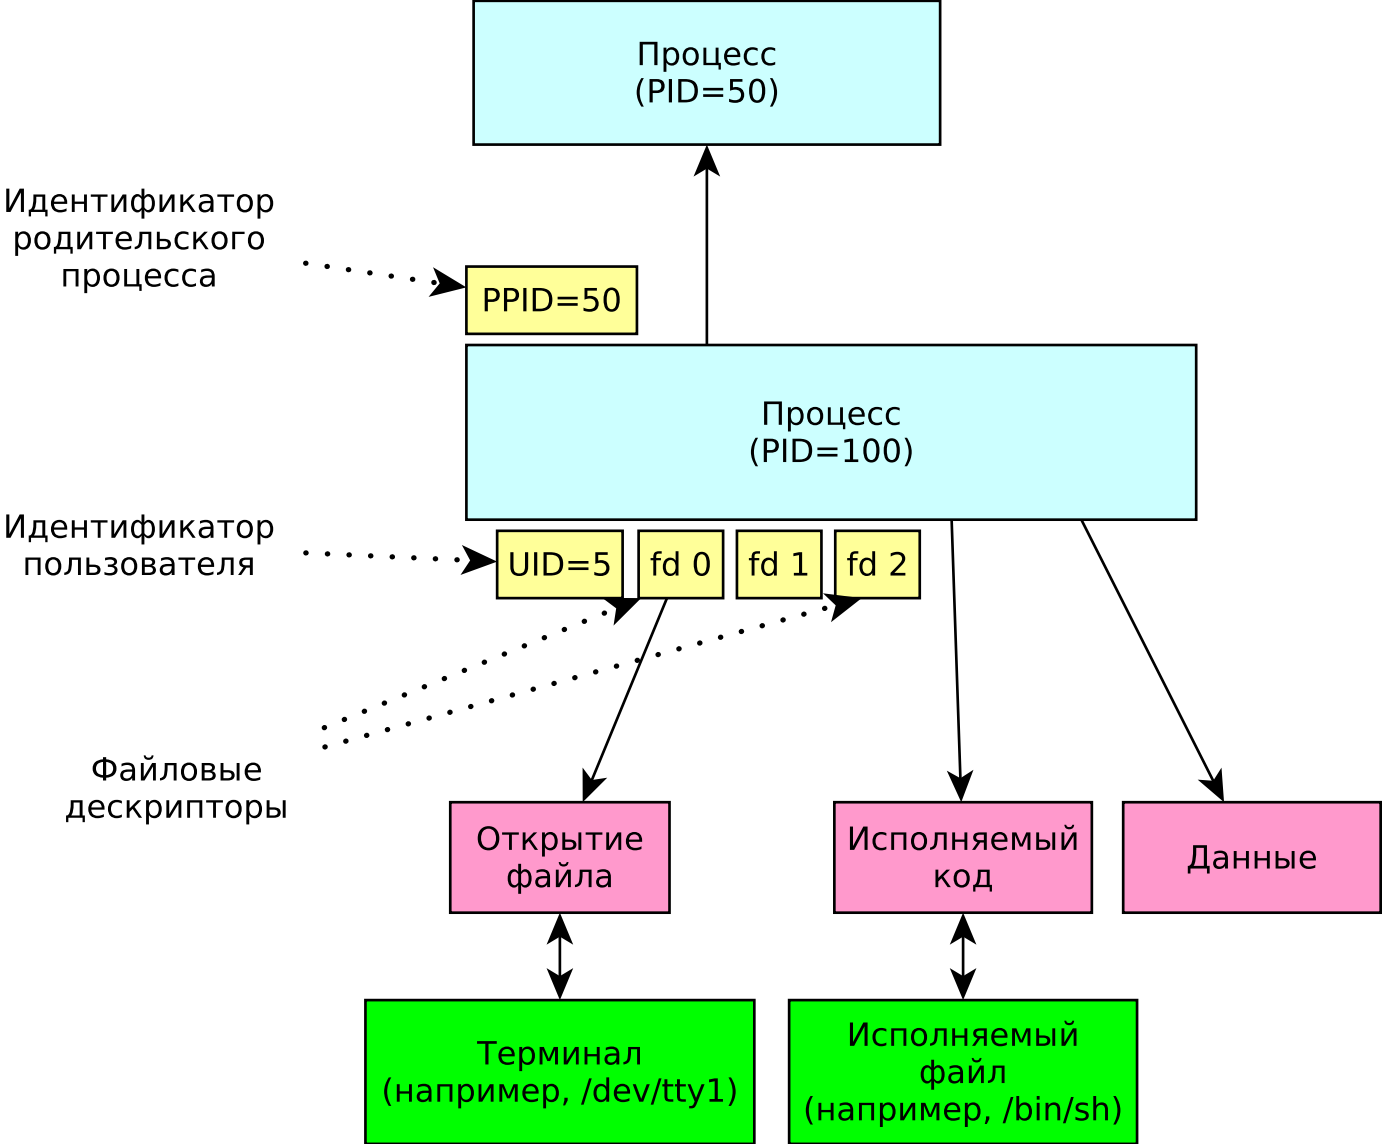 Процесс
(PID=50)
Идентификатор
родительского
процесса
PPID=50
Процесс
(PID=100)
Идентификатор
пользователя
UID=5
fd 0
fd 1
fd 2
Файловые
дескрипторы
Открытие
файла
Исполняемый
код
Данные
Терминал
(например, /dev/tty1)
Исполняемый
файл
(например, /bin/sh)